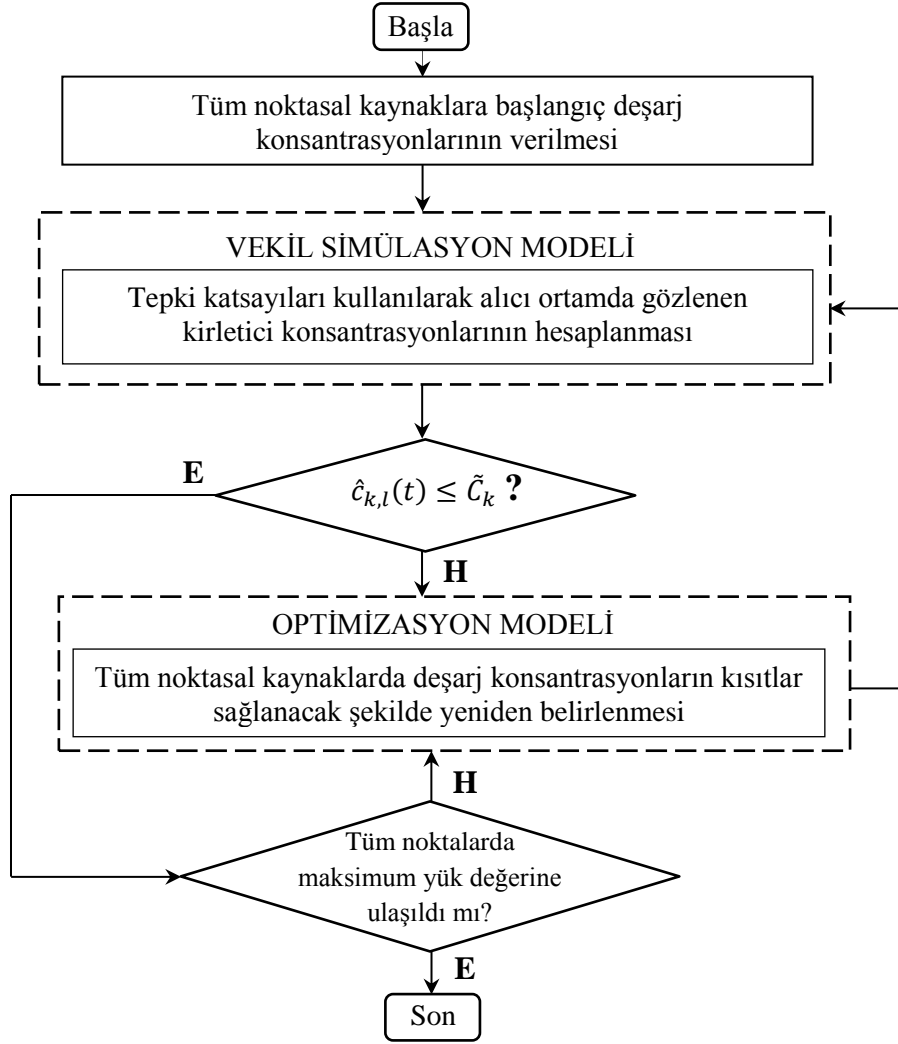 Başla
Tüm noktasal kaynaklara başlangıç deşarj
konsantrasyonlarının verilmesi
VEKİL SİMÜLASYON MODELİ
Tepki katsayıları kullanılarak alıcı ortamda gözlenen
kirletici konsantrasyonlarının hesaplanması
E
ĉ_{k,l}(t) ≤ C̃_k ?
H
OPTİMİZASYON MODELİ
Tüm noktasal kaynaklarda deşarj konsantrasyonların kısıtlar
sağlanacak şekilde yeniden belirlenmesi
H
Tüm noktalarda
maksimum yük değerine
ulaşıldı mı?
E
Son